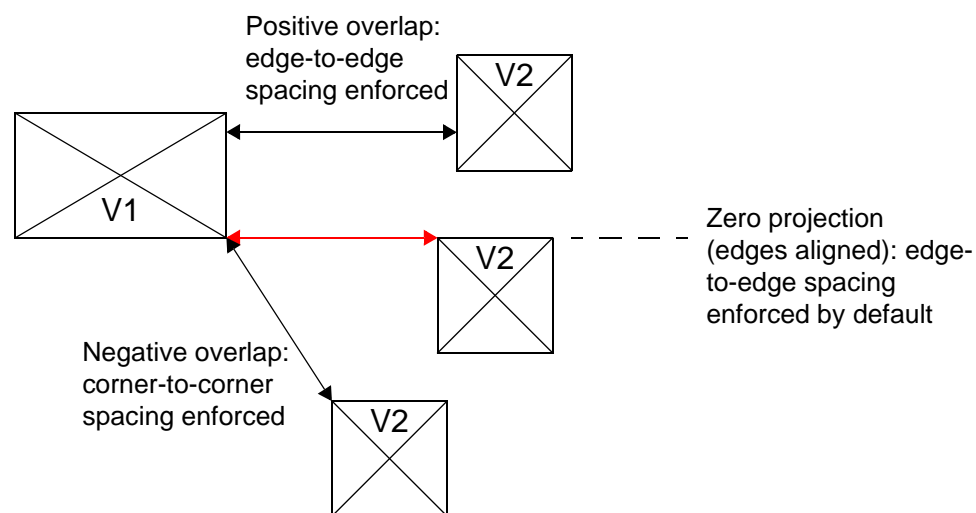 Positive overlap:
edge-to-edge
spacing enforced
V2
V1
Zero projection
(edges aligned): edge-
to-edge spacing
enforced by default
V2
Negative overlap:
corner-to-corner
spacing enforced
V2